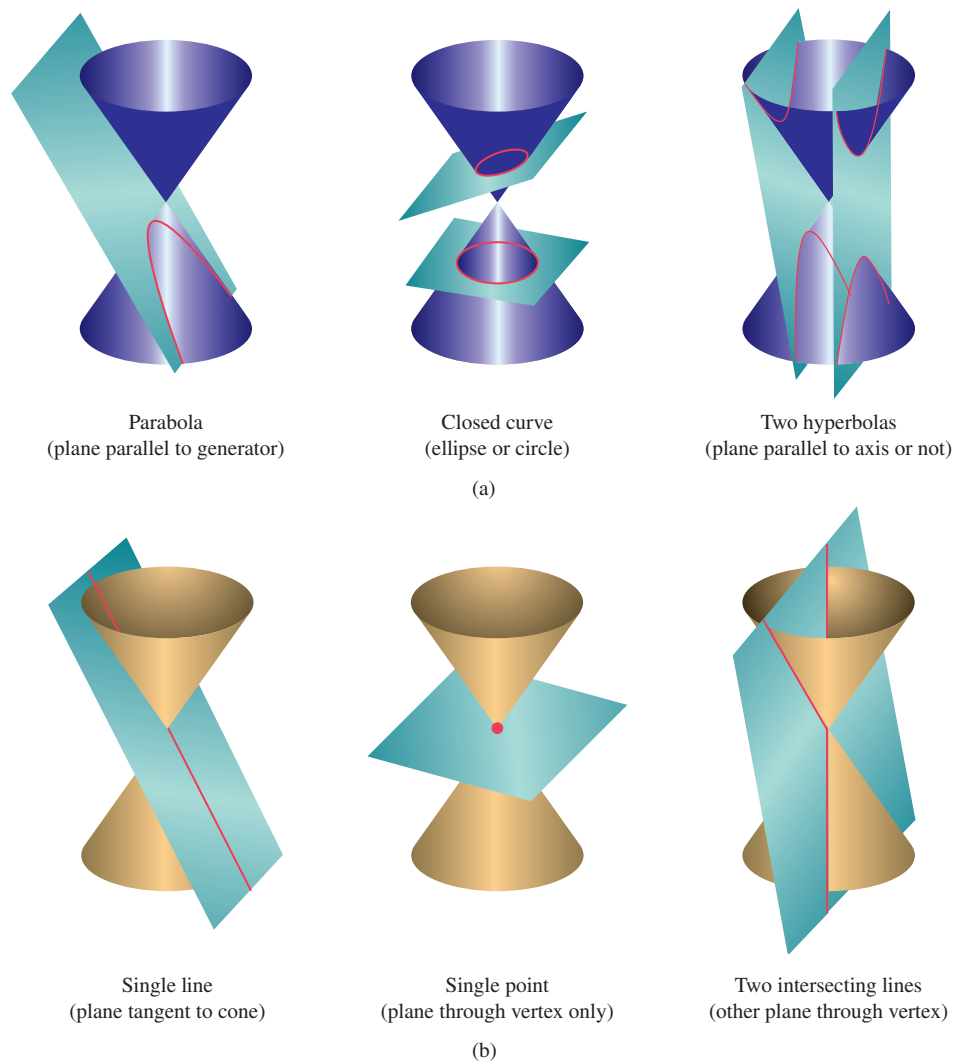 Parabola
(plane parallel to generator)
Closed curve
(ellipse or circle)
Two hyperbolas
(plane parallel to axis or not)
(a)
Single line
(plane tangent to cone)
Single point
(plane through vertex only)
Two intersecting lines
(other plane through vertex)
(b)